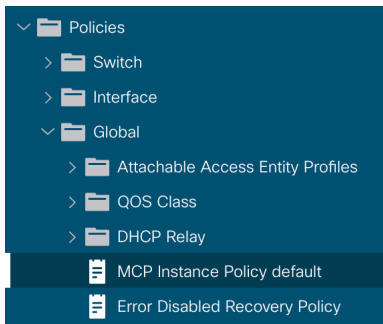 Policies
Switch
Interface
Global
Attachable Access Entity Profiles
QOS Class
DHCP Relay
MCP Instance Policy default
Error Disabled Recovery Policy